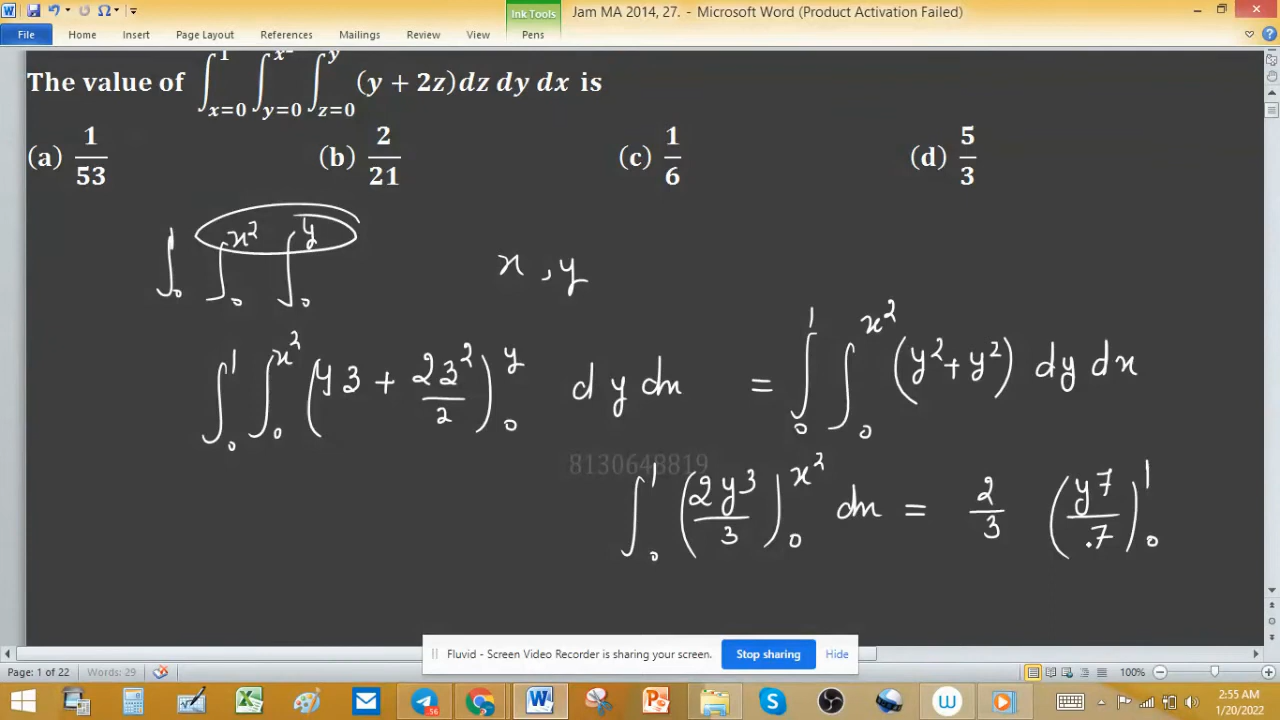 Ink Tools
Jam MA 2014, 27. - Microsoft Word (Product Activation Failed)
File Home Insert Page Layout References Mailings Review View Pens
The value of ∫_{x=0}^{1} ∫_{y=0}^{x²} ∫_{z=0}^{y} (y + 2z)dz dy dx is
(a) 1/53 (b) 2/21 (c) 1/6 (d) 5/3
∫_0^1 ∫_0^{x²} ∫_0^y x , y
∫_0^1 ∫_0^{x²} (y3 + 23²/2)_0^y dy dx = ∫_0^1 ∫_0^{x²} (y² + y²) dy dx
8130648819
∫_0^1 (2y³/3)_0^{x²} dx = 2/3 (y7/.7)_0^1
Fluvid - Screen Video Recorder is sharing your screen. Stop sharing Hide
Page: 1 of 22 Words: 29 100%
56
2:55 AM
1/20/2022